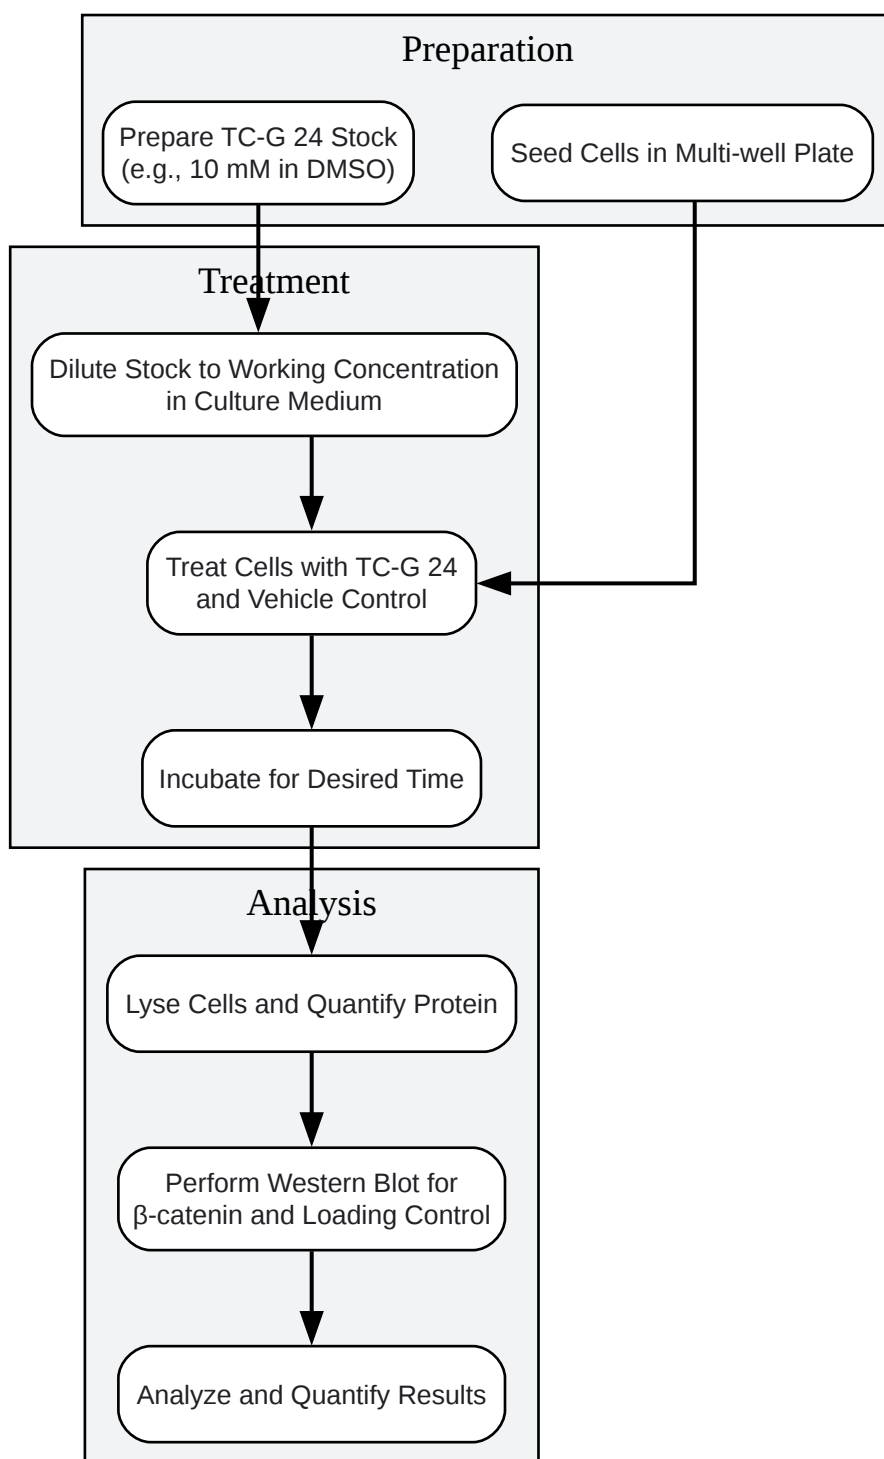 Preparation
Prepare TC-G 24 Stock
(e.g., 10 mM in DMSO)
Seed Cells in Multi-well Plate
Treatment
Dilute Stock to Working Concentration
in Culture Medium
Treat Cells with TC-G 24
and Vehicle Control
Incubate for Desired Time
Analysis
Lyse Cells and Quantify Protein
Perform Western Blot for
β-catenin and Loading Control
Analyze and Quantify Results